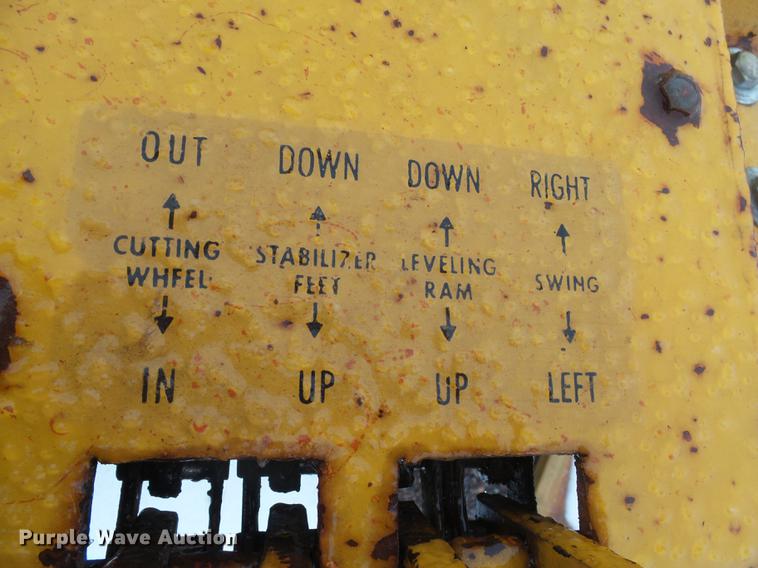 OUT DOWN DOWN RIGHT
CUTTING STABILIZER LEVELING SWING
WHEEL FEET RAM
IN UP UP LEFT
Purple Wave Auction